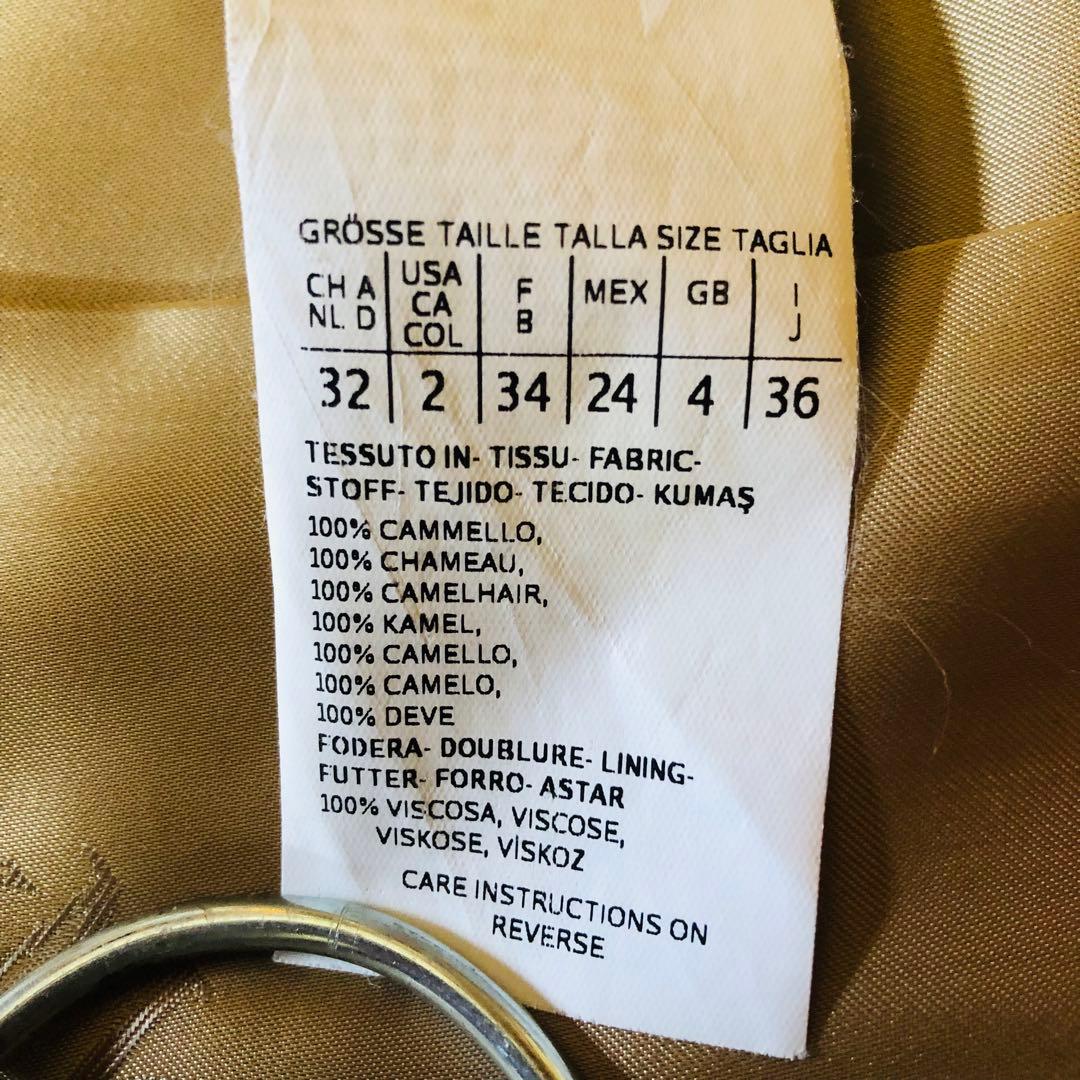 GRÖSSE TAILLE TALLA SIZE TAGLIA
CH A NL. D | USA CA COL | F B | MEX | GB | I J
32 | 2 | 34 | 24 | 4 | 36
TESSUTO IN- TISSU- FABRIC-
STOFF- TEJIDO- TECIDO- KUMAŞ
100% CAMMELLO,
100% CHAMEAU,
100% CAMELHAIR,
100% KAMEL,
100% CAMELLO,
100% CAMELO,
100% DEVE
FODERA- DOUBLURE- LINING-
FUTTER- FORRO- ASTAR
100% VISCOSA, VISCOSE,
VISKOSE, VİSKOZ
CARE INSTRUCTIONS ON
REVERSE